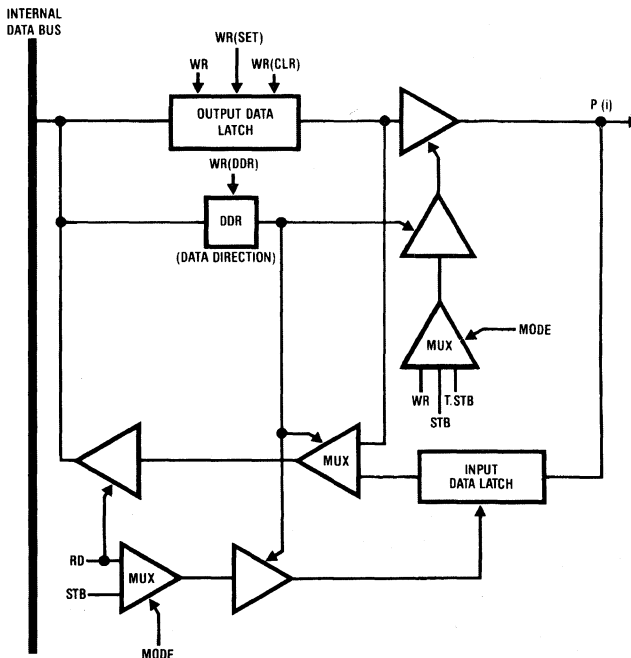 INTERNAL
DATA BUS
WR(SET)
WR
WR(CLR)
OUTPUT DATA
LATCH
P (i)
WR(DDR)
DDR
(DATA DIRECTION)
MODE
MUX
WR
T. STB
STB
MUX
INPUT
DATA LATCH
RD
MUX
STB
MODE